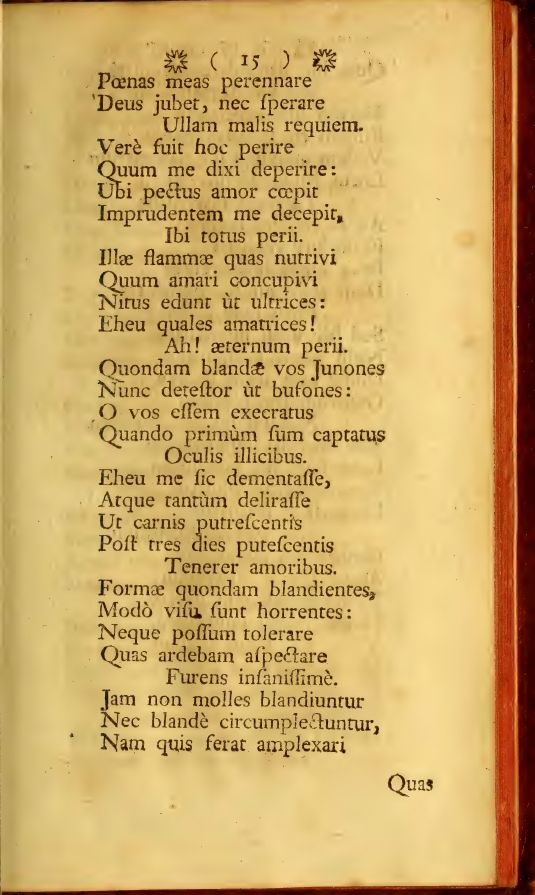 ( 15 )
Pœnas meas perennare
Deus jubet, nec ſperare
Ullam malis requiem.
Verè fuit hoc perire
Quum me dixi deperire:
Ubi pectus amor cœpit
Imprudentem me decepit,
Ibi totus perii.
Illæ flammæ quas nutrivi
Quum amari concupivi
Nitus edunt ùt ultrices:
Eheu quales amatrices!
Ah! æternum perii.
Quondam blandæ vos Junones
Nunc deteſtor ùt bufones:
O vos eſſem execratus
Quando primùm ſum captatus
Oculis illicibus.
Eheu me ſic dementaſſe,
Atque tantùm deliraſſe
Ut carnis putreſcentis
Poſt tres dies puteſcentis
Tenerer amoribus.
Formæ quondam blandientes,
Modò viſu ſunt horrentes:
Neque poſſum tolerare
Quas ardebam aſpectare
Furens inſaniſſimè.
Jam non molles blandiuntur
Nec blandè circumplectuntur,
Nam quis ferat amplexari
Quas